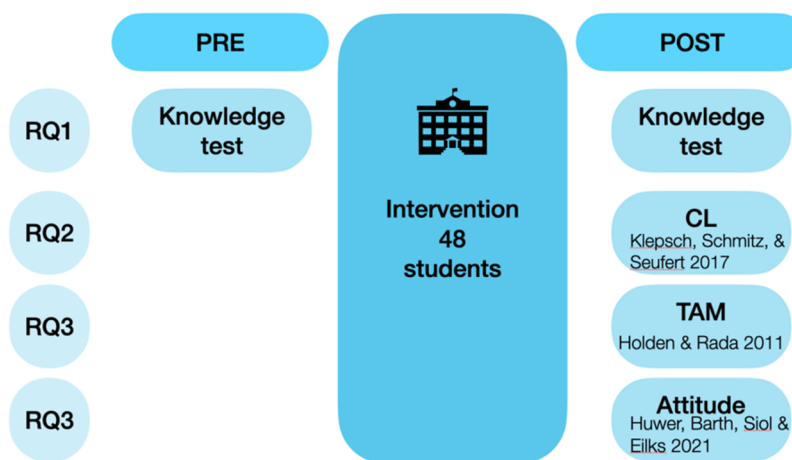 PRE
POST
RQ1
Knowledge
test
Knowledge
test
Intervention
48
students
RQ2
CL
Klepsch, Schmitz, &
Seufert 2017
RQ3
TAM
Holden & Rada 2011
RQ3
Attitude
Huwer, Barth, Siol &
Eilks 2021